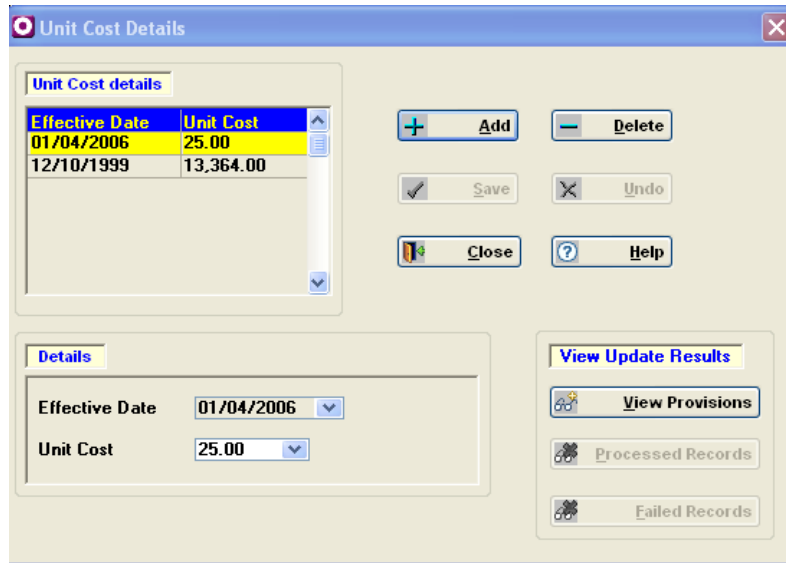 Unit Cost Details
Unit Cost details
Effective Date Unit Cost
01/04/2006 25.00
12/10/1999 13,364.00
Add Delete
Save Undo
Close Help
Details
Effective Date 01/04/2006
Unit Cost 25.00
View Update Results
View Provisions
Processed Records
Failed Records